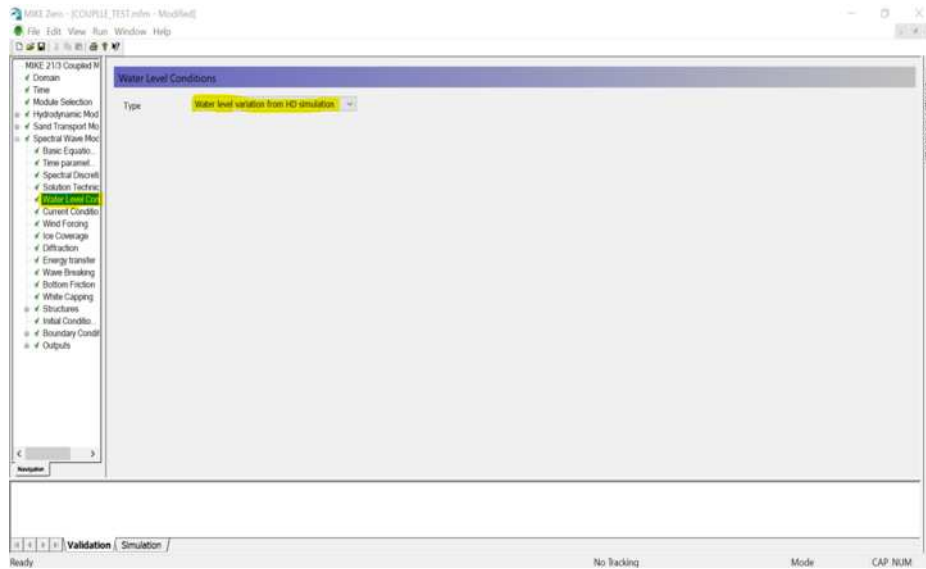 MIKE Zero - [COUPLLE_TEST.mfm - Modified]
File Edit View Run Window Help
MIKE 21/3 Coupled M
Domain
Time
Module Selection
Hydrodynamic Mod
Sand Transport Mo
Spectral Wave Mod
Basic Equatio...
Time paramet...
Spectral Discreti
Solution Technic
Water Level Con
Current Conditio
Wind Forcing
Ice Coverage
Diffraction
Energy transfer
Wave Breaking
Bottom Friction
White Capping
Structures
Initial Conditio...
Boundary Condit
Outputs
Navigation
Water Level Conditions
Type Water level variation from HD simulation
Validation Simulation
Ready No Tracking Mode CAP NUM